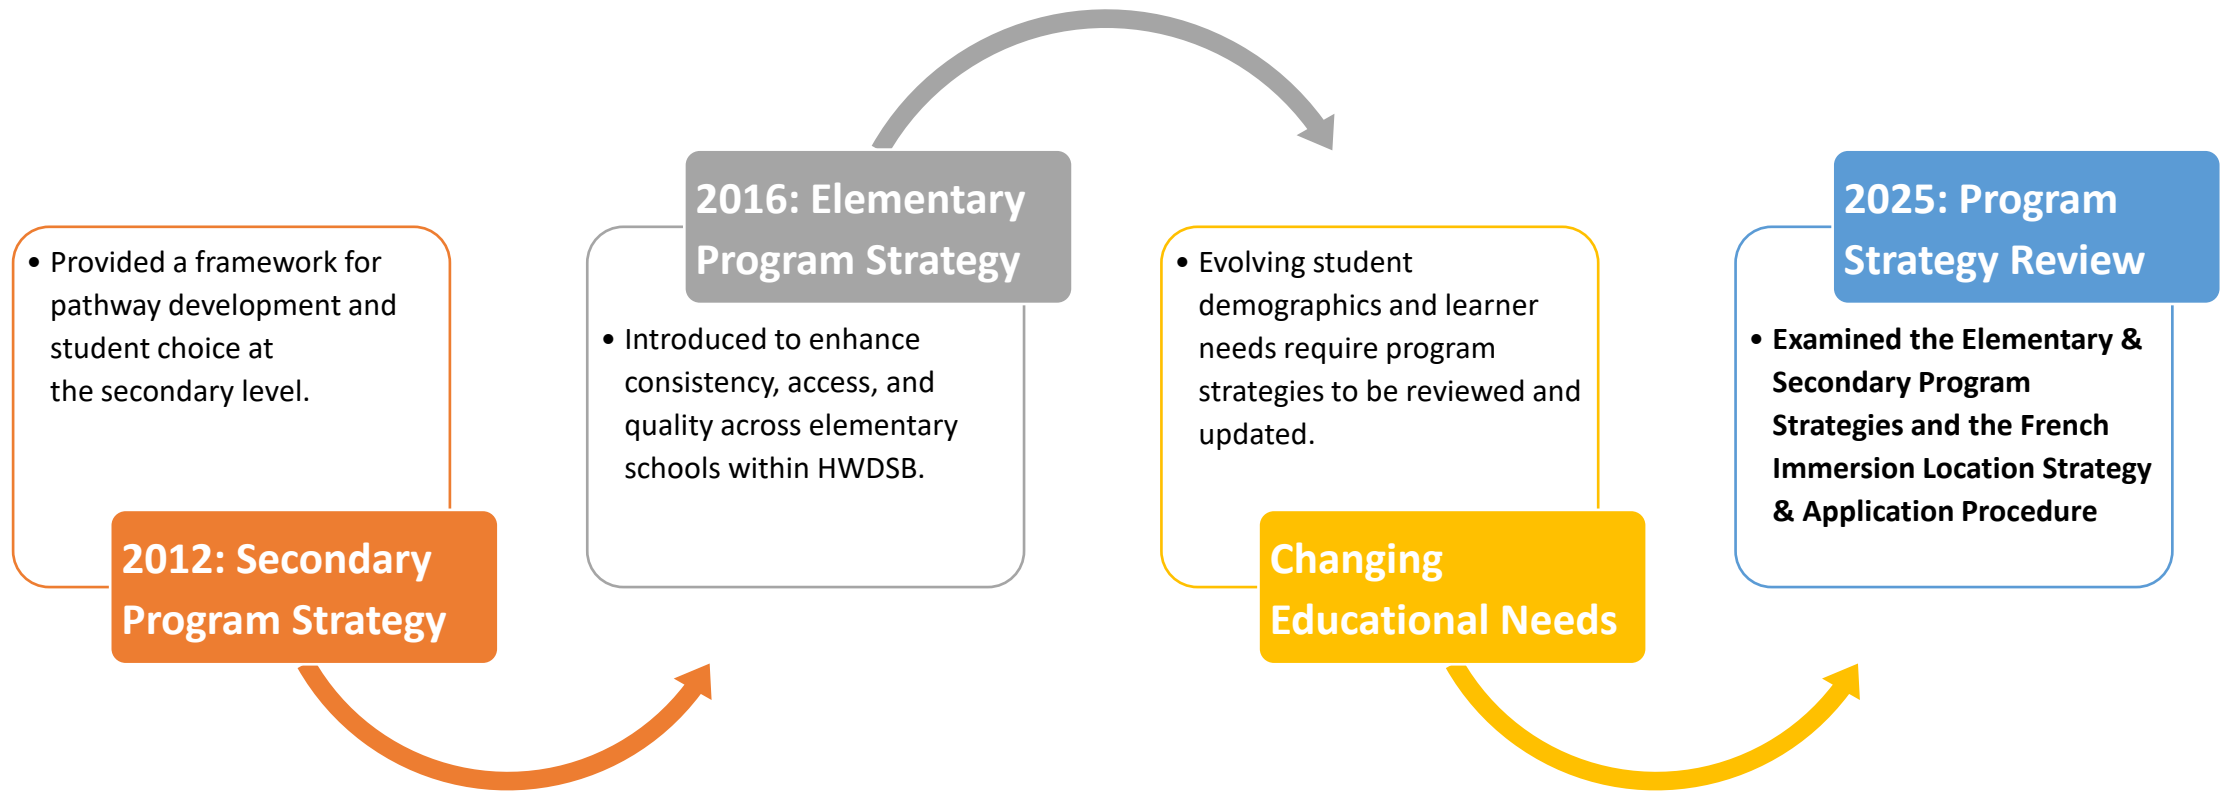 • Provided a framework for
pathway development and
student choice at
the secondary level.
2012: Secondary
Program Strategy
2016: Elementary
Program Strategy
• Introduced to enhance
consistency, access, and
quality across elementary
schools within HWDSB.
• Evolving student
demographics and learner
needs require program
strategies to be reviewed and
updated.
Changing
Educational Needs
2025: Program
Strategy Review
• Examined the Elementary &
Secondary Program
Strategies and the French
Immersion Location Strategy
& Application Procedure